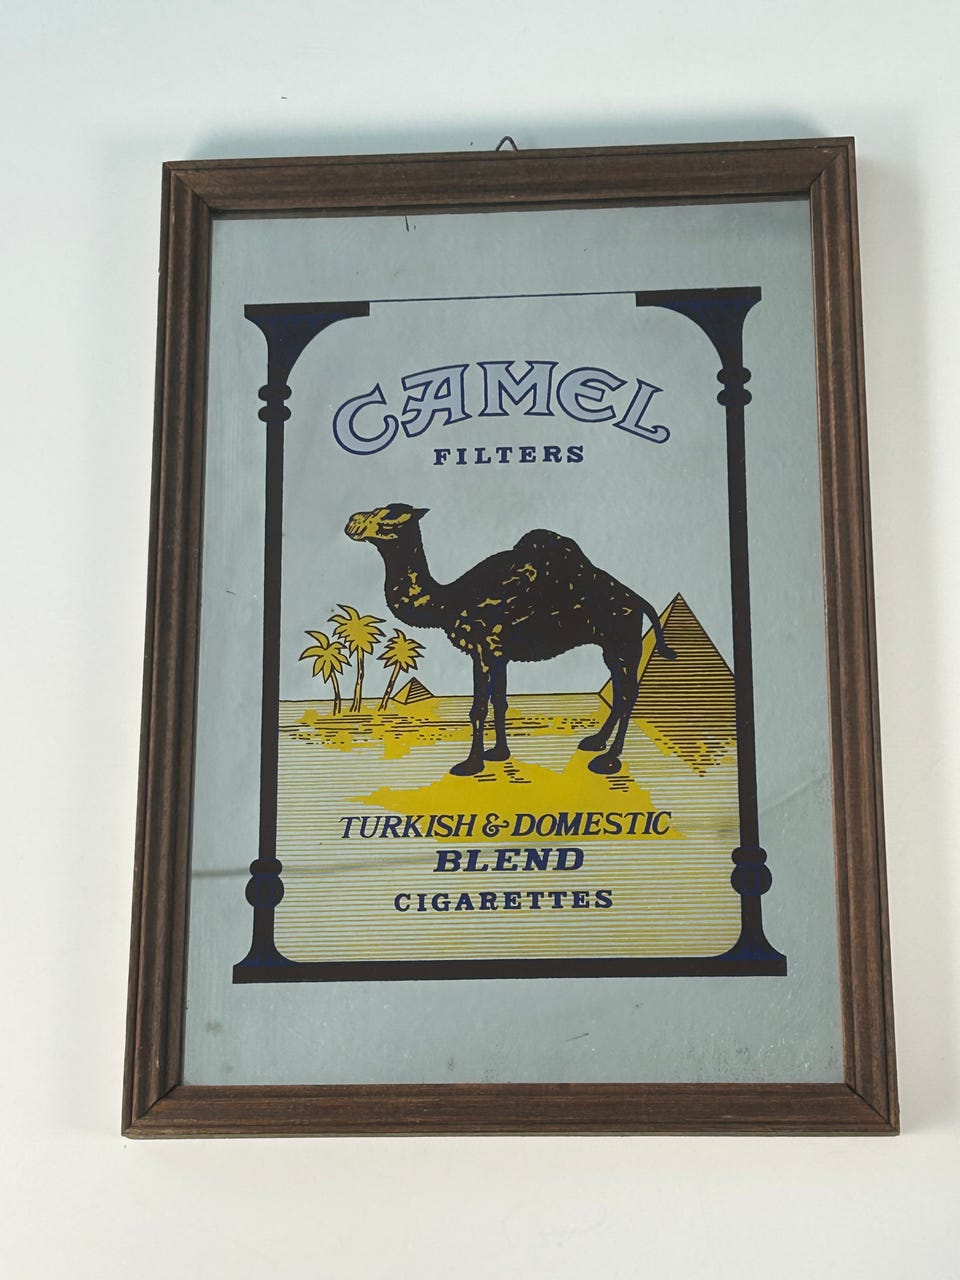 CAMEL
FILTERS
TURKISH & DOMESTIC
BLEND
CIGARETTES